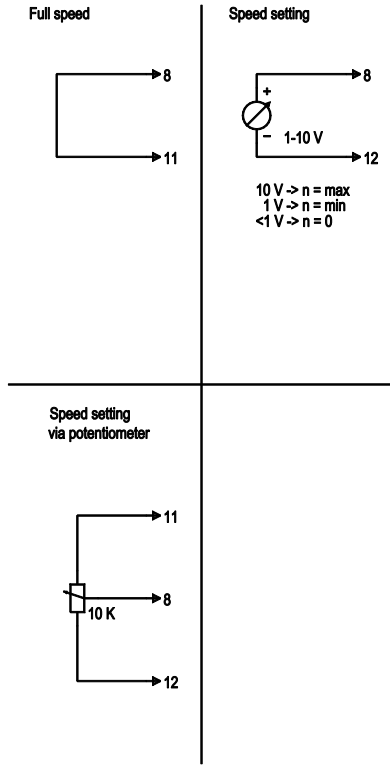 Full speed
8
11
Speed setting
8
+
–
1-10 V
12
10 V -> n = max
1 V -> n = min
<1 V -> n = 0
Speed setting
via potentiometer
11
8
10 K
12